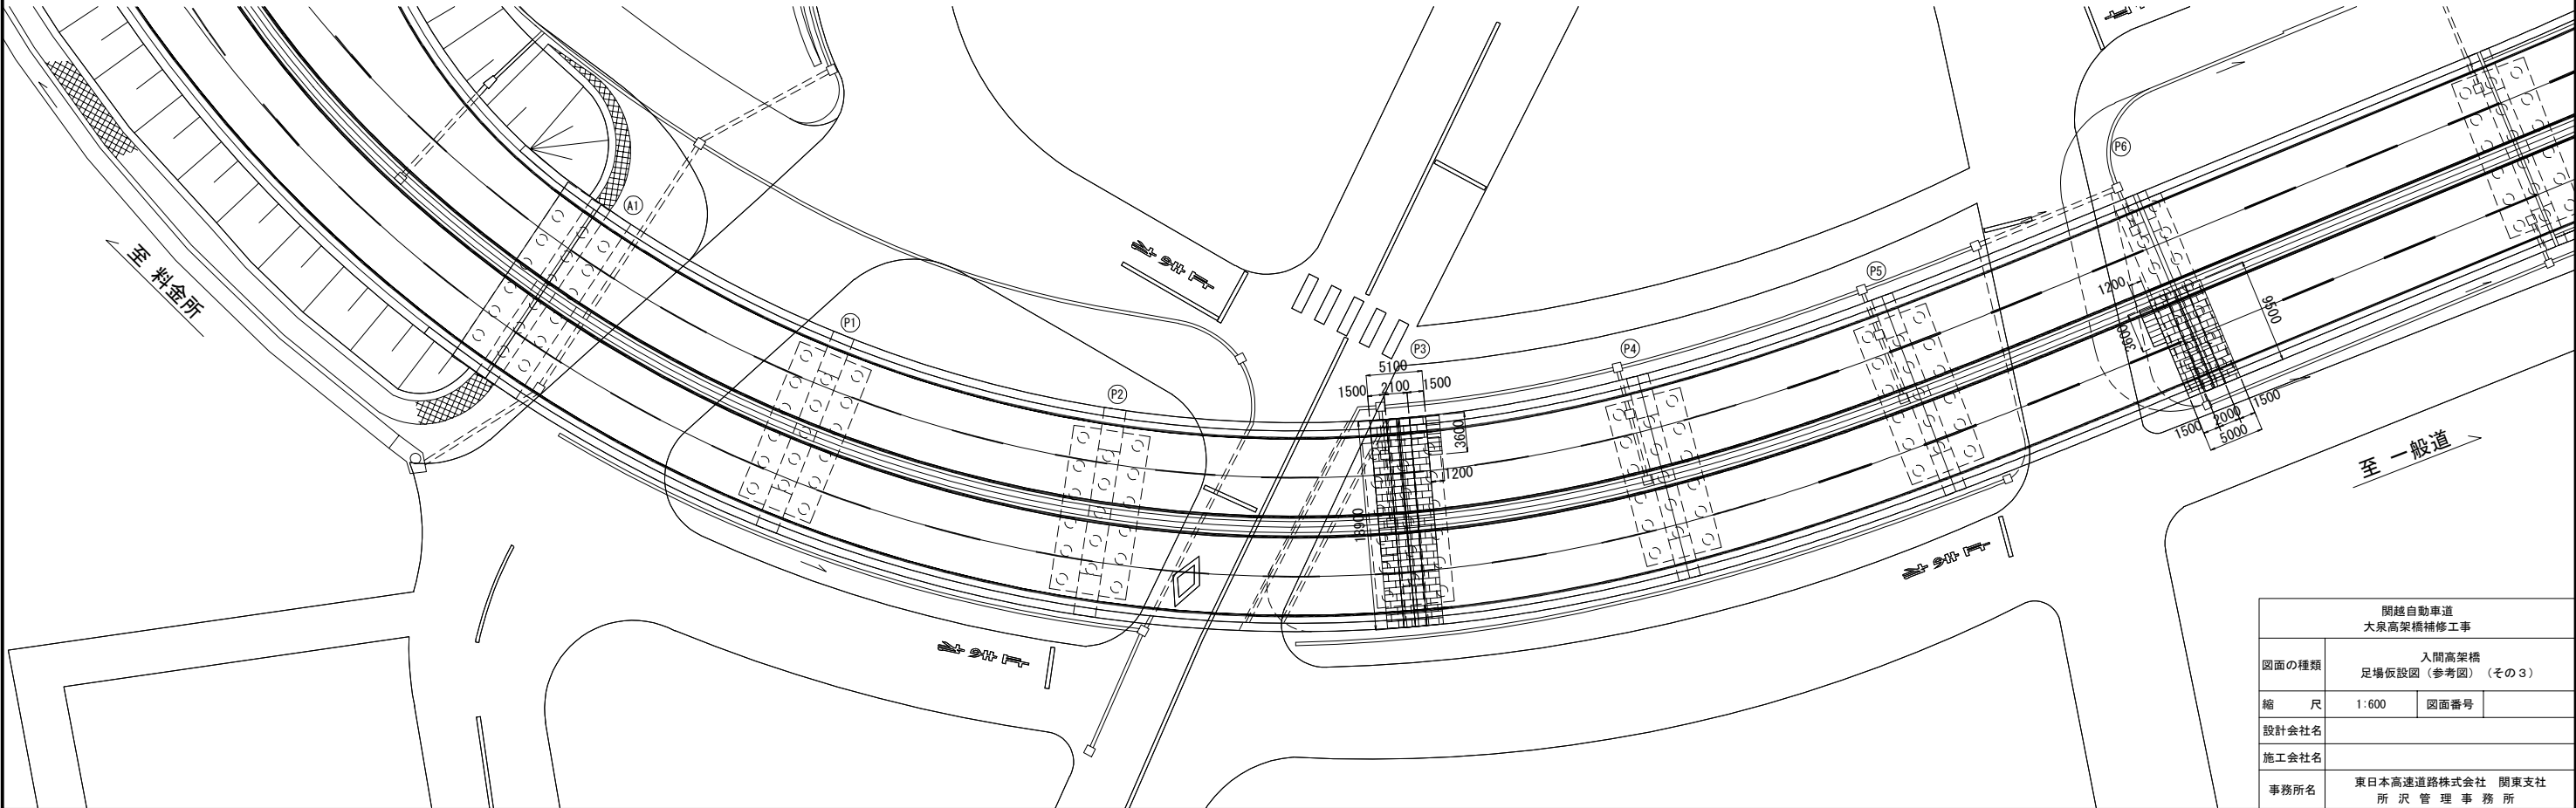 至 料金所
A1
P1
P2
P3
P4
P5
P6
5100
1500
2100
1500
3600
1200
18900
1200
3600
9500
1500
2000
1500
5000
至 一般道
関越自動車道
大泉高架橋補修工事
図面の種類
入間高架橋
足場仮設図（参考図）（その３）
縮 尺
1:600
図面番号
設計会社名
施工会社名
事務所名
東日本高速道路株式会社 関東支社
所 沢 管 理 事 務 所